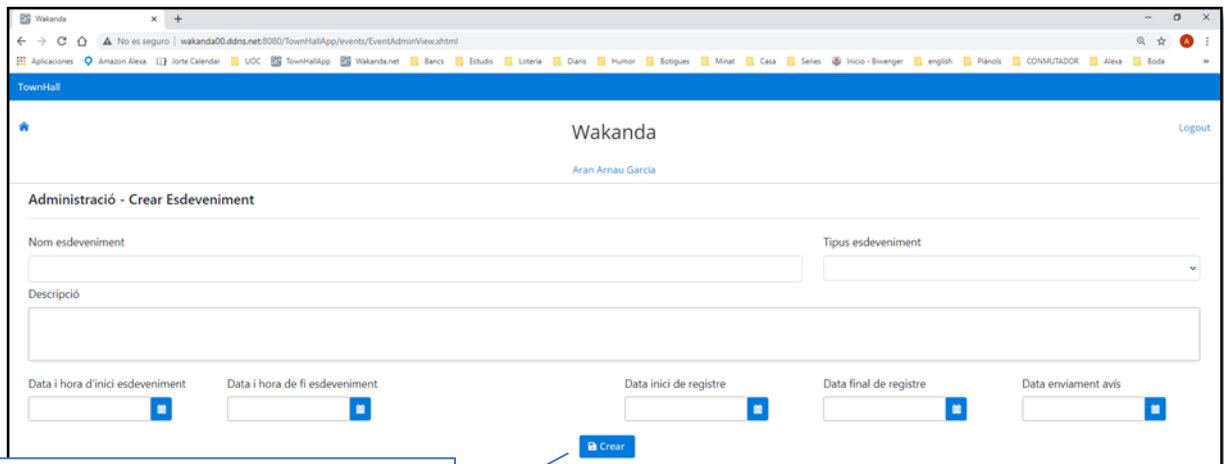 Wakanda
No es seguro | wakanda00.ddns.net:8080/TownHallApp/events/EventAdminView.xhtml
Aplicaciones Amazon Alexa Jorte Calendar UOC TownHallApp Wakanda.net Bancs Estudis Loteria Diaris Humor Botigues Minat Casa Series Inicio - Biwenger english Plànols CONMUTADOR Alexa Boda
TownHall
Wakanda
Logout
Aran Arnau Garcia
Administració - Crear Esdeveniment
Nom esdeveniment Tipus esdeveniment
Descripció
Data i hora d'inici esdeveniment Data i hora de fi esdeveniment Data inici de registre Data final de registre Data enviament avís
Crear